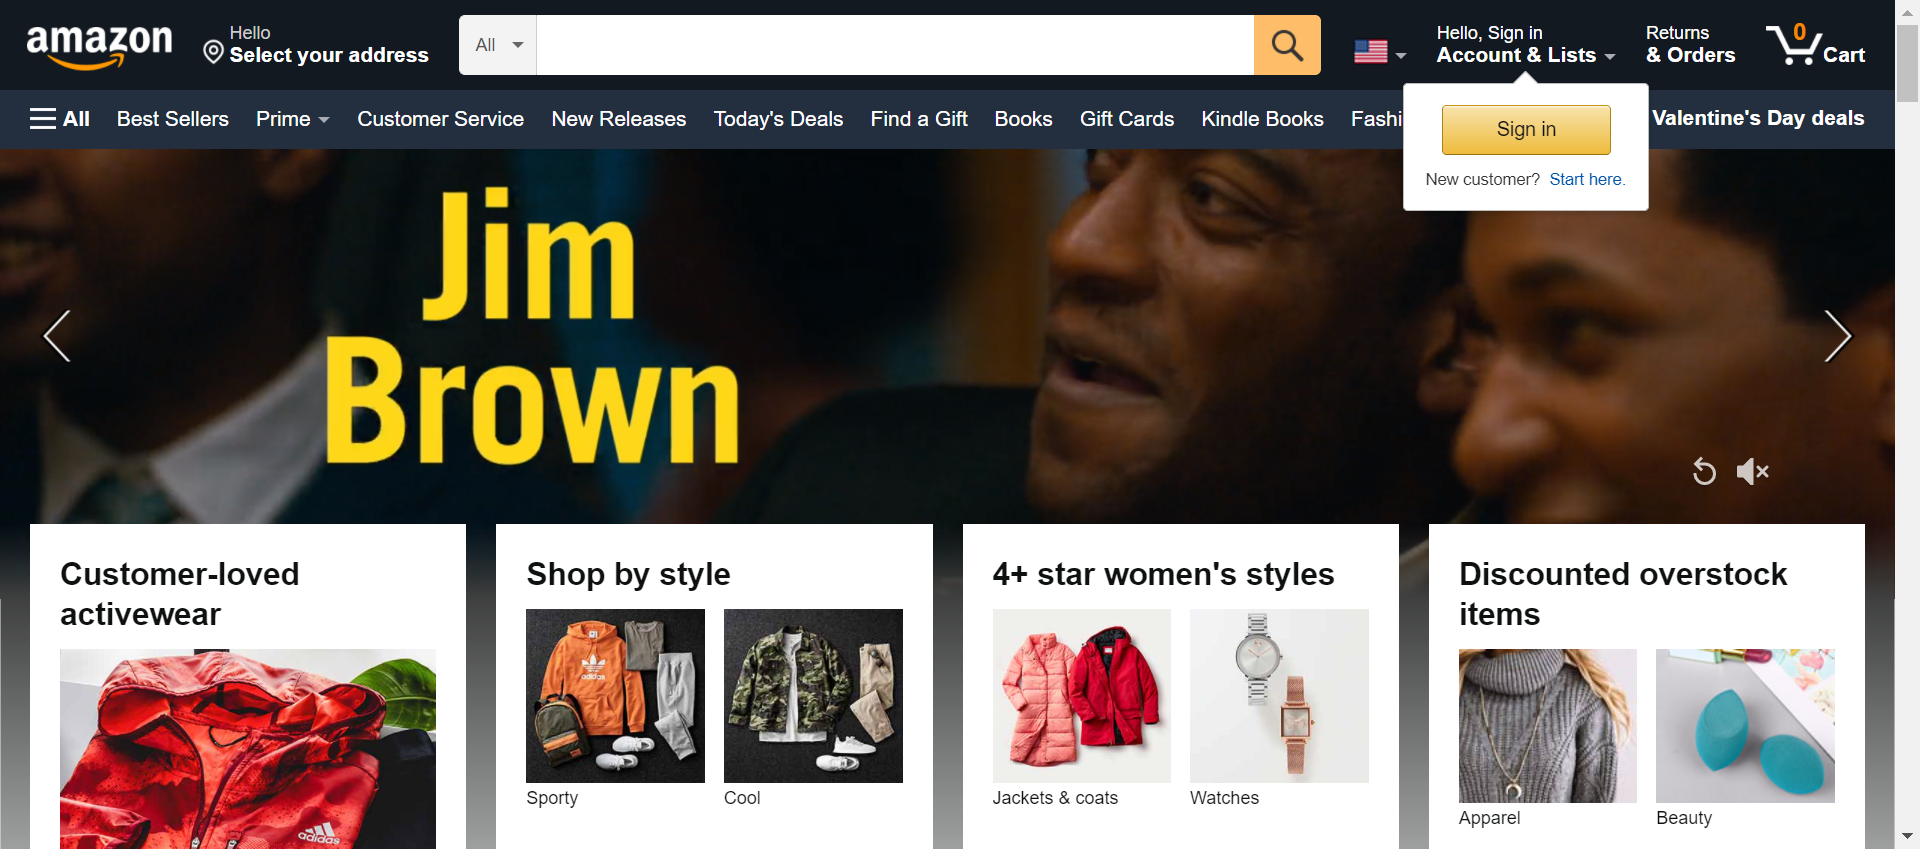 amazon
Hello
Select your address
All
Hello, Sign in
Account & Lists
Returns
& Orders
0
Cart
All
Best Sellers
Prime
Customer Service
New Releases
Today's Deals
Find a Gift
Books
Gift Cards
Kindle Books
Fashi
Valentine's Day deals
Sign in
New customer? Start here.
Jim
Brown
Customer-loved
activewear
adidas
Shop by style
adidas
Sporty
Cool
4+ star women's styles
Jackets & coats
Watches
Discounted overstock
items
Apparel
Beauty